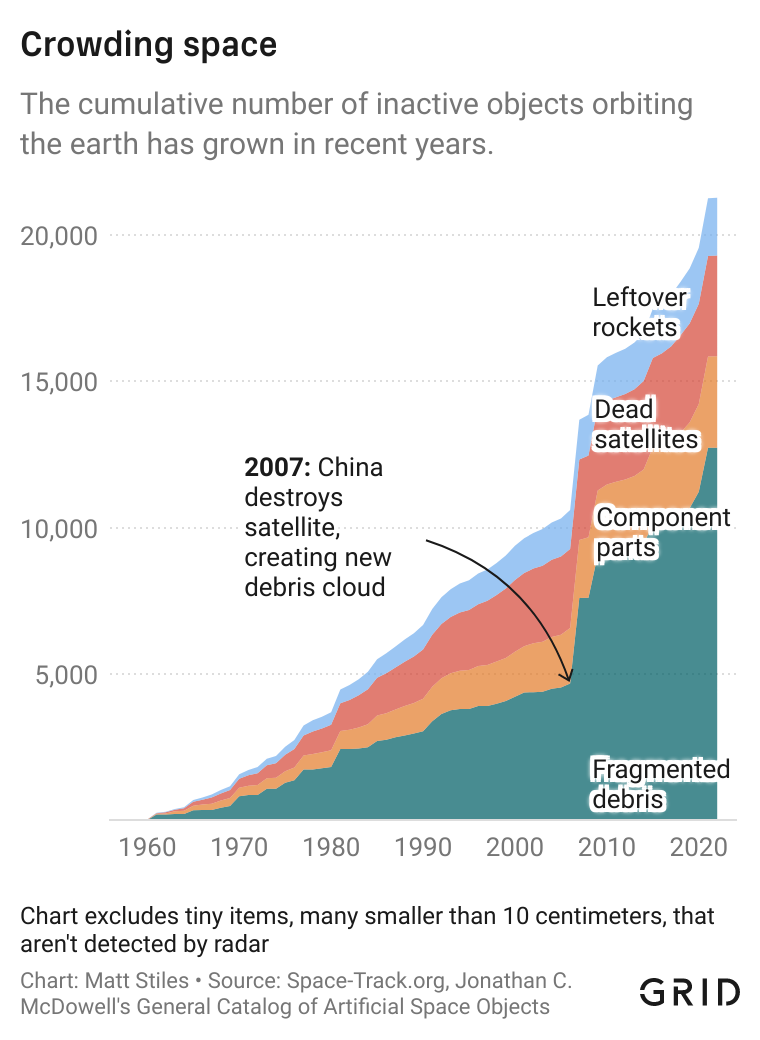 Crowding space
The cumulative number of inactive objects orbiting
the earth has grown in recent years.
20,000
15,000
10,000
5,000
Leftover
rockets
Dead
satellites
Component
parts
Fragmented
debris
2007: China
destroys
satellite,
creating new
debris cloud
1960 1970 1980 1990 2000 2010 2020
Chart excludes tiny items, many smaller than 10 centimeters, that
aren't detected by radar
Chart: Matt Stiles • Source: Space-Track.org, Jonathan C.
McDowell's General Catalog of Artificial Space Objects
GRID